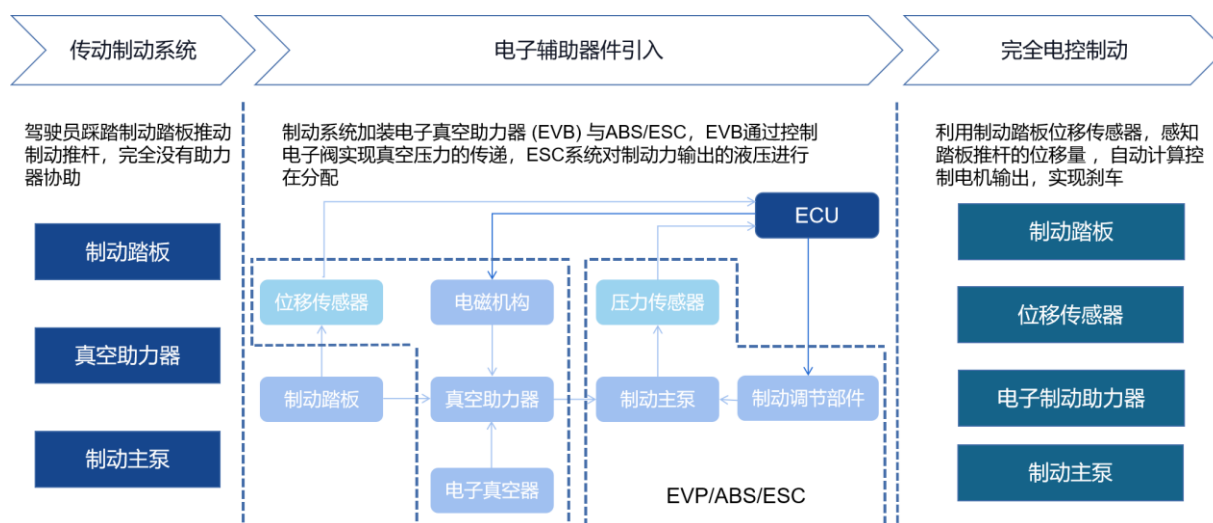 传动制动系统
电子辅助器件引入
完全电控制动
驾驶员踩踏制动踏板推动
制动推杆，完全没有助力
器协助
制动踏板
真空助力器
制动主泵
制动系统加装电子真空助力器 (EVB) 与ABS/ESC，EVB通过控制
电子阀实现真空压力的传递，ESC系统对制动力输出的液压进行
在分配
ECU
位移传感器
电磁机构
压力传感器
制动踏板
真空助力器
制动主泵
制动调节部件
电子真空器
EVP/ABS/ESC
利用制动踏板位移传感器，感知
踏板推杆的位移量 ，自动计算控
制电机输出，实现刹车
制动踏板
位移传感器
电子制动助力器
制动主泵